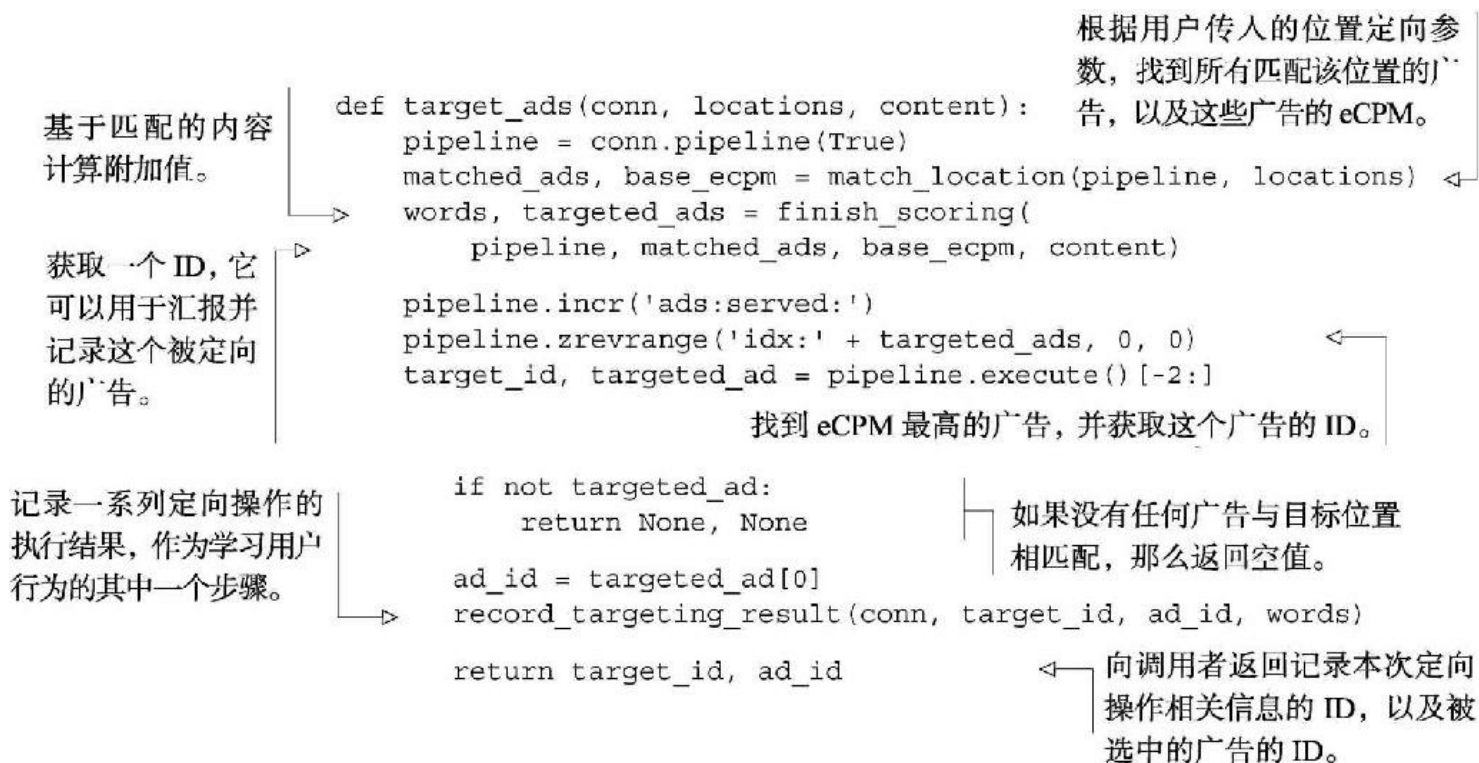 根据用户传入的位置定向参
数，找到所有匹配该位置的广
告，以及这些广告的 eCPM。
基于匹配的内容
计算附加值。
def target_ads(conn, locations, content):
    pipeline = conn.pipeline(True)
    matched_ads, base_ecpm = match_location(pipeline, locations)
    words, targeted_ads = finish_scoring(
        pipeline, matched_ads, base_ecpm, content)
获取一个 ID，它
可以用于汇报并
记录这个被定向
的广告。
    pipeline.incr('ads:served:')
    pipeline.zrevrange('idx:' + targeted_ads, 0, 0)
    target_id, targeted_ad = pipeline.execute()[-2:]
找到 eCPM 最高的广告，并获取这个广告的 ID。
记录一系列定向操作的
执行结果，作为学习用户
行为的其中一个步骤。
    if not targeted_ad:
        return None, None
如果没有任何广告与目标位置
相匹配，那么返回空值。
    ad_id = targeted_ad[0]
    record_targeting_result(conn, target_id, ad_id, words)
    return target_id, ad_id
向调用者返回记录本次定向
操作相关信息的 ID，以及被
选中的广告的 ID。